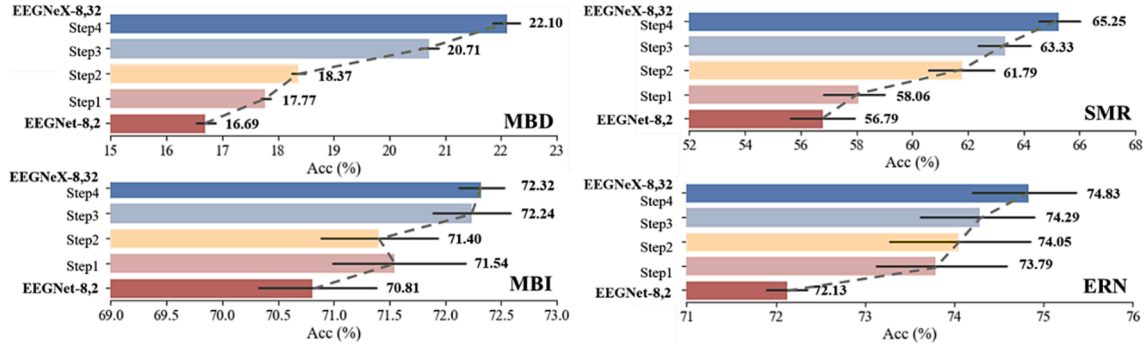 EEGNeX-8,32
Step4
22.10
Step3
20.71
Step2
18.37
Step1
17.77
EEGNet-8,2
16.69
MBD
15 16 17 18 19 20 21 22 23
Acc (%)
EEGNeX-8,32
Step4
65.25
Step3
63.33
Step2
61.79
Step1
58.06
EEGNet-8,2
56.79
SMR
52 54 56 58 60 62 64 66 68
Acc (%)
EEGNeX-8,32
Step4
72.32
Step3
72.24
Step2
71.40
Step1
71.54
EEGNet-8,2
70.81
MBI
69.0 69.5 70.0 70.5 71.0 21.5 72.0 72.5 73.0
Acc (%)
EEGNeX-8,32
Step4
74.83
Step3
74.29
Step2
74.05
Step1
73.79
EEGNet-8,2
72.13
ERN
71 72 73 74 75 76
Acc (%)